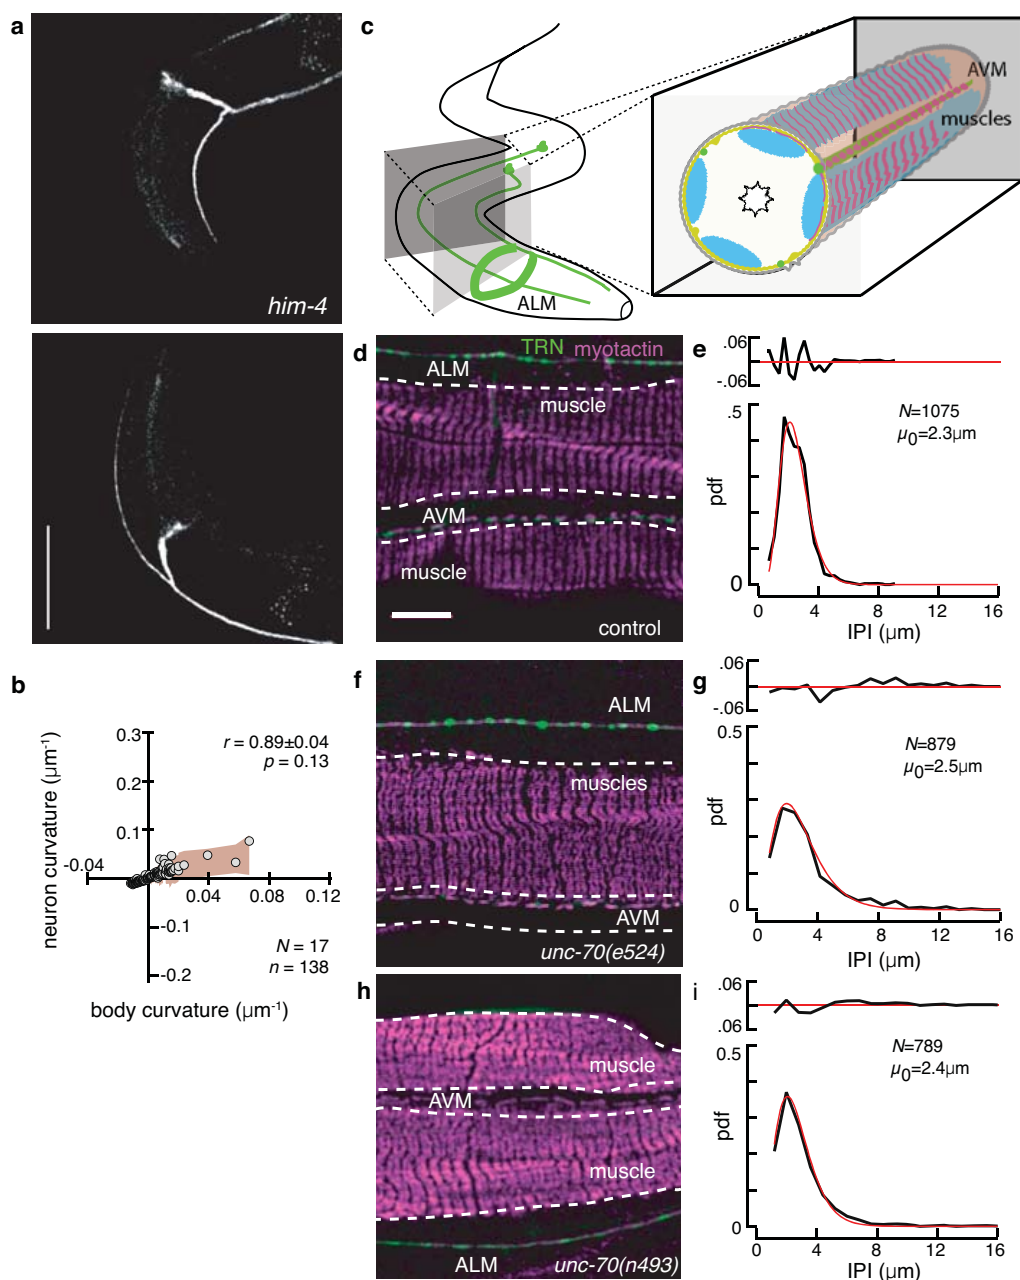 a
him-4
b
neuron curvature (µm⁻¹)
0.3
0.2
0.1
-0.1
-0.2
-0.04
0.04
0.08
0.12
r = 0.89±0.04
p = 0.13
N = 17
n = 138
body curvature (µm⁻¹)
c
AVM
muscles
ALM
d
TRN myotactin
ALM
muscle
AVM
muscle
control
e
.06
-.06
.5
0
pdf
N=1075
µ0=2.3µm
0 4 8 12 16
IPI (µm)
f
ALM
muscles
AVM
unc-70(e524)
g
0.06
-.06
0.5
0
pdf
N=879
µ0=2.5µm
0 4 8 12 16
IPI (µm)
h
muscle
AVM
muscle
ALM
unc-70(n493)
i
.06
.06
0.5
0
pdf
N=789
µ0=2.4µm
0 4 8 12 16
IPI (µm)